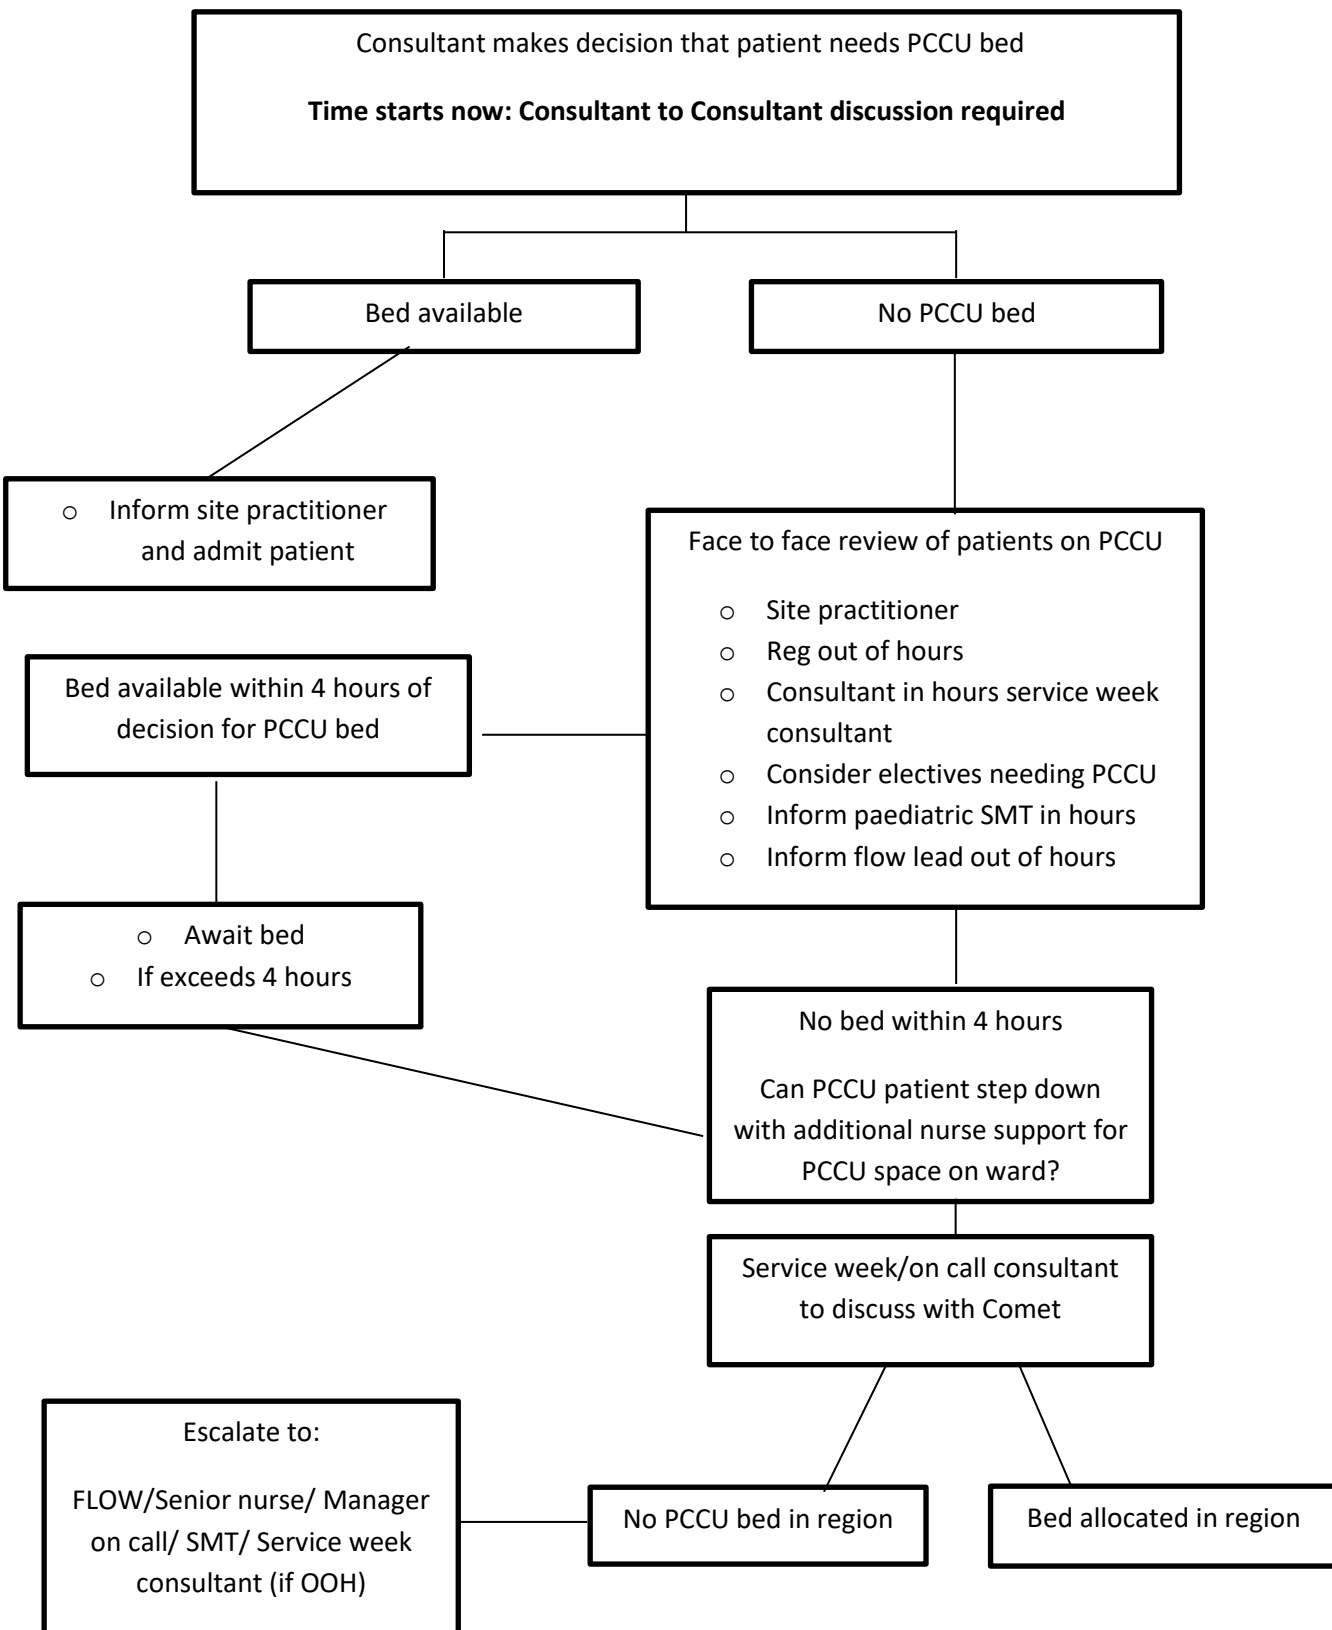 Consultant makes decision that patient needs PCCU bed
Time starts now: Consultant to Consultant discussion required
Bed available
No PCCU bed
o Inform site practitioner
and admit patient
Face to face review of patients on PCCU
o Site practitioner
o Reg out of hours
o Consultant in hours service week
consultant
o Consider electives needing PCCU
o Inform paediatric SMT in hours
o Inform flow lead out of hours
Bed available within 4 hours of
decision for PCCU bed
o Await bed
o If exceeds 4 hours
No bed within 4 hours
Can PCCU patient step down
with additional nurse support for
PCCU space on ward?
Service week/on call consultant
to discuss with Comet
Escalate to:
FLOW/Senior nurse/ Manager
on call/ SMT/ Service week
consultant (if OOH)
No PCCU bed in region
Bed allocated in region